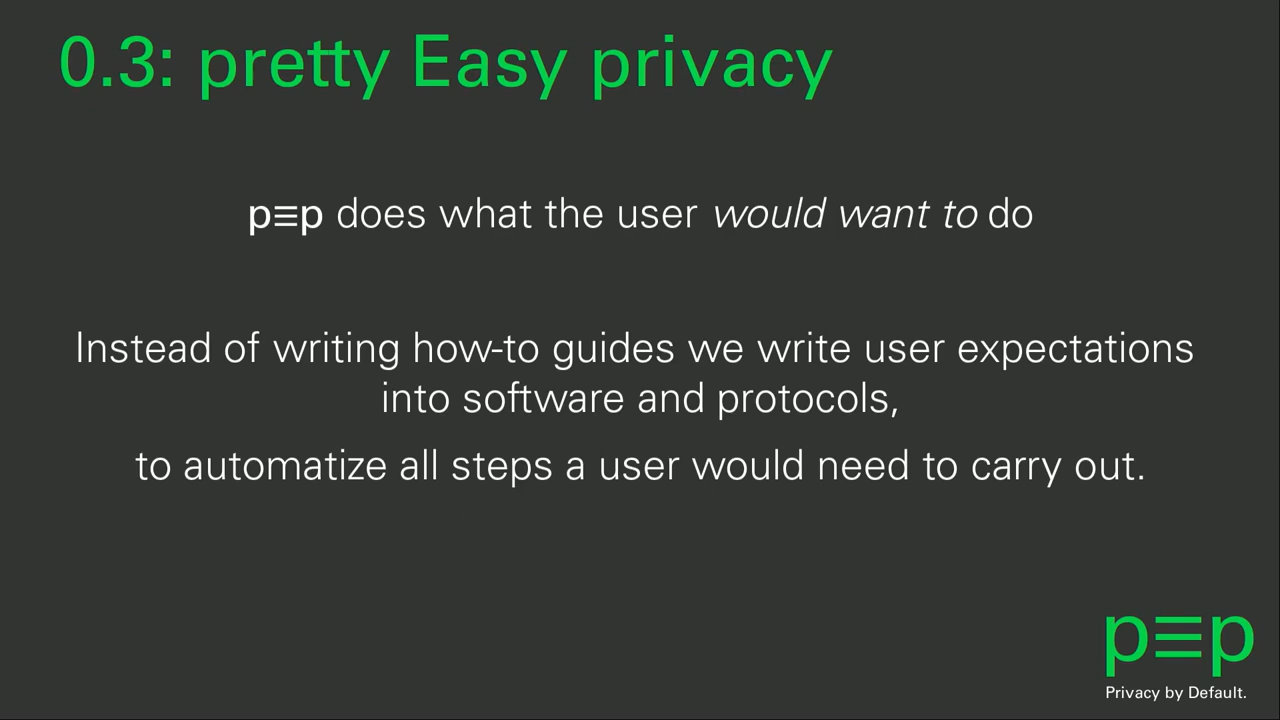 0.3: pretty Easy privacy
p≡p does what the user would want to do
Instead of writing how-to guides we write user expectations
into software and protocols,
to automatize all steps a user would need to carry out.
p≡p
Privacy by Default.